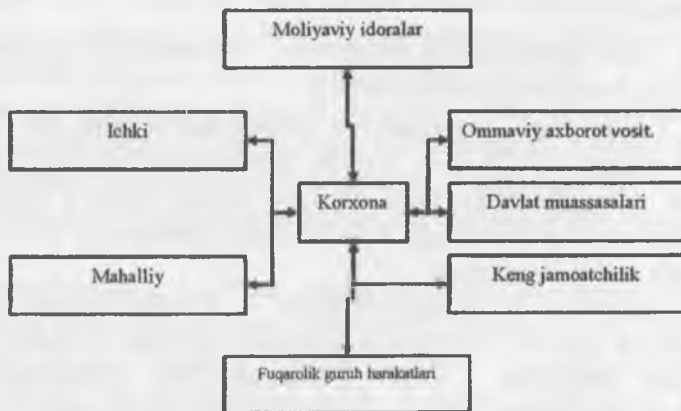 Moliyaviy idoralar
Ichki
Ommaviy axborot vosit.
Korxona
Davlat muassasalari
Mahalliy
Keng jamoatchilik
Fuqarolik guruh harakatlari